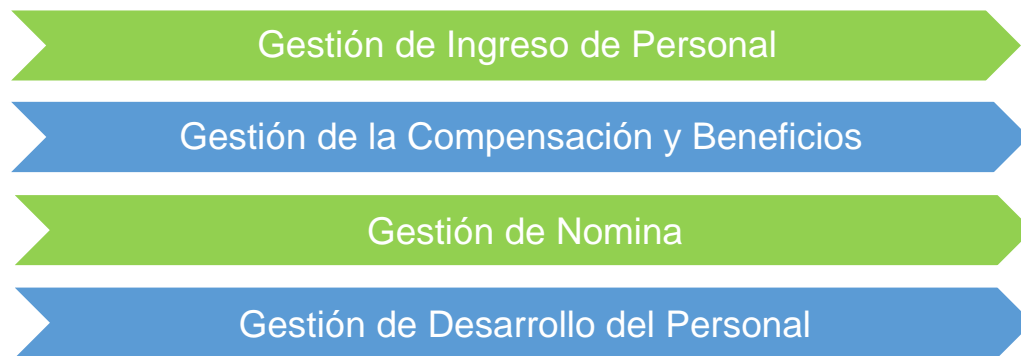 Gestión de Ingreso de Personal
Gestión de la Compensación y Beneficios
Gestión de Nomina
Gestión de Desarrollo del Personal